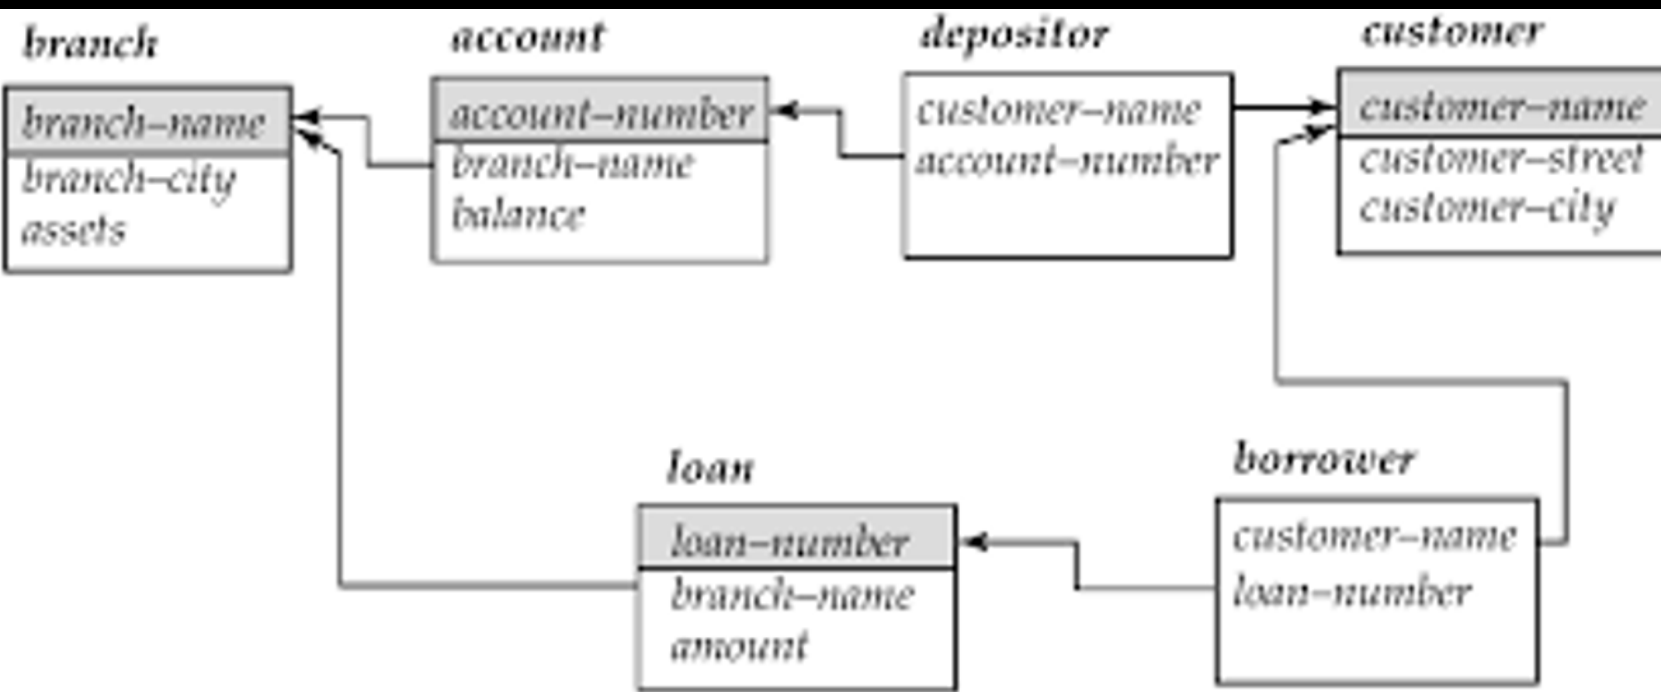 branch
branch-name
branch-city
assets
account
account-number
branch-name
balance
depositor
customer-name
account-number
customer
customer-name
customer-street
customer-city
loan
loan-number
branch-name
amount
borrower
customer-name
loan-number